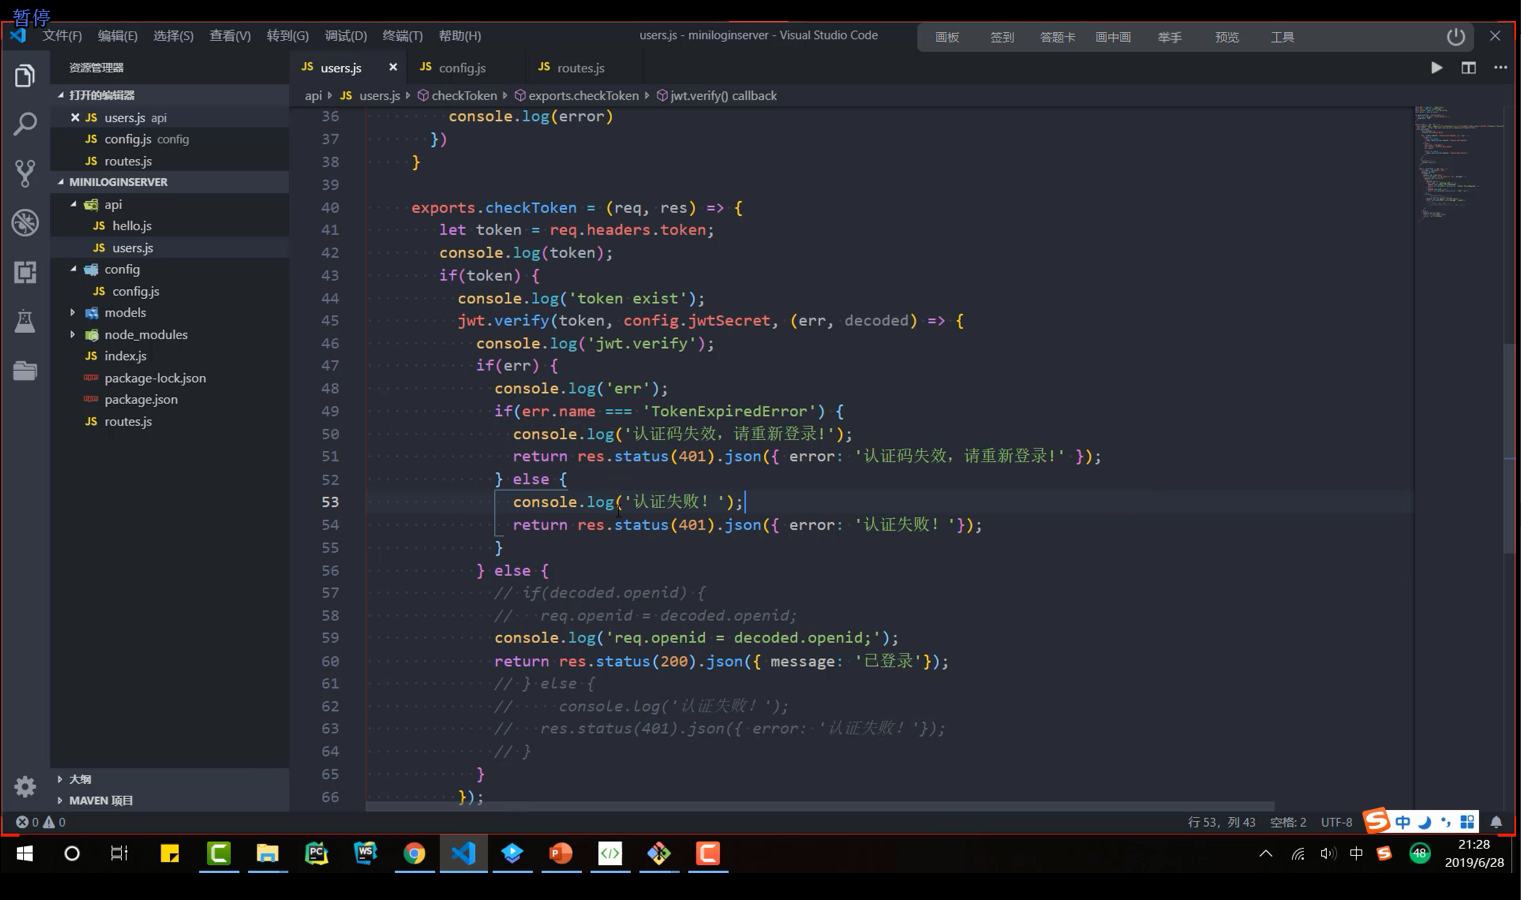 暂停
文件(F) 编辑(E) 选择(S) 查看(V) 转到(G) 调试(D) 终端(T) 帮助(H) users.js - miniloginserver - Visual Studio Code 画板 签到 答题卡 画中画 举手 预览 工具
资源管理器
JS users.js JS config.js JS routes.js
打开的编辑器
api JS users.js checkToken exports.checkToken jwt.verify() callback
JS users.js api
JS config.js config
JS routes.js
MINILOGINSERVER
api
JS hello.js
JS users.js
config
JS config.js
models
node_modules
JS index.js
package-lock.json
package.json
JS routes.js
大纲
MAVEN 项目
36 console.log(error)
37 })
38 }
39
40 exports.checkToken = (req, res) => {
41 let token = req.headers.token;
42 console.log(token);
43 if(token) {
44 console.log('token exist');
45 jwt.verify(token, config.jwtSecret, (err, decoded) => {
46 console.log('jwt.verify');
47 if(err) {
48 console.log('err');
49 if(err.name === 'TokenExpiredError') {
50 console.log('认证码失效，请重新登录!');
51 return res.status(401).json({ error: '认证码失效，请重新登录!' });
52 } else {
53 console.log('认证失败！');
54 return res.status(401).json({ error: '认证失败！'});
55 }
56 } else {
57 // if(decoded.openid) {
58 // req.openid = decoded.openid;
59 console.log('req.openid = decoded.openid;');
60 return res.status(200).json({ message: '已登录'});
61 // } else {
62 // console.log('认证失败！');
63 // res.status(401).json({ error: '认证失败！'});
64 // }
65 }
66 });
0 0 行 53，列 43 空格: 2 UTF-8 中
PC WS 中 48 21:28
2019/6/28